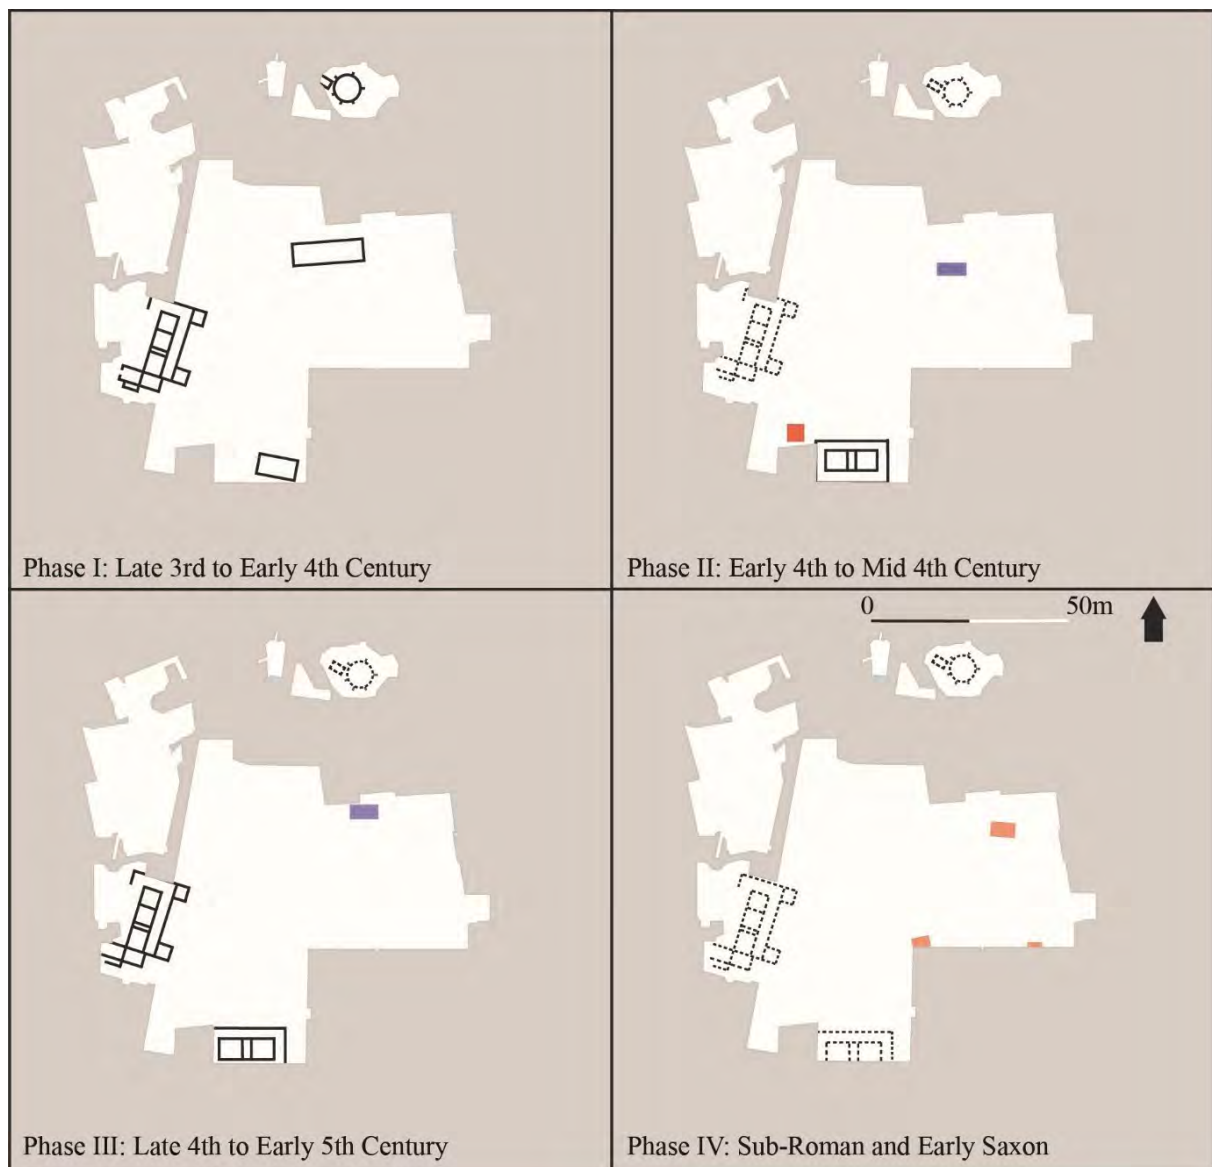 Phase I: Late 3rd to Early 4th Century
Phase II: Early 4th to Mid 4th Century
0 50m
Phase III: Late 4th to Early 5th Century
Phase IV: Sub-Roman and Early Saxon